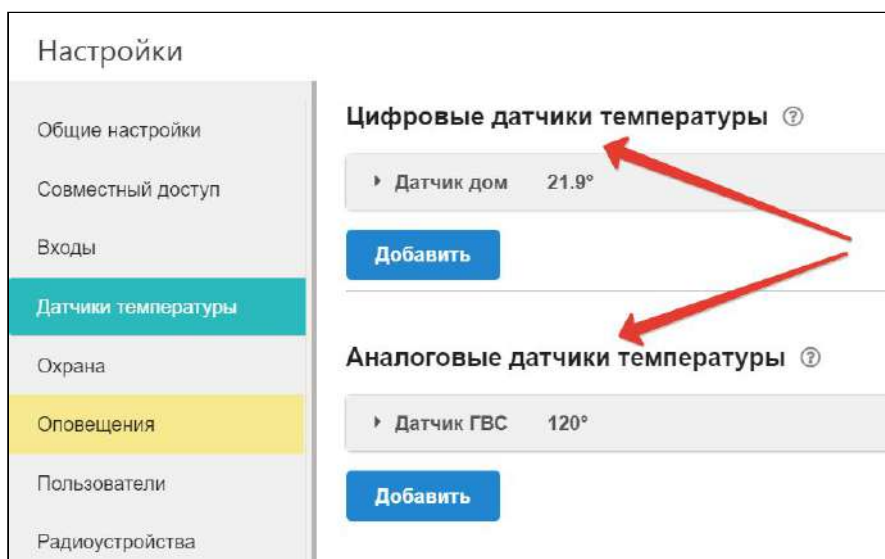 Настройки
Общие настройки
Совместный доступ
Входы
Датчики температуры
Охрана
Оповещения
Пользователи
Радиоустройства
Цифровые датчики температуры ?
Датчик дом 21.9°
Добавить
Аналоговые датчики температуры ?
Датчик ГВС 120°
Добавить